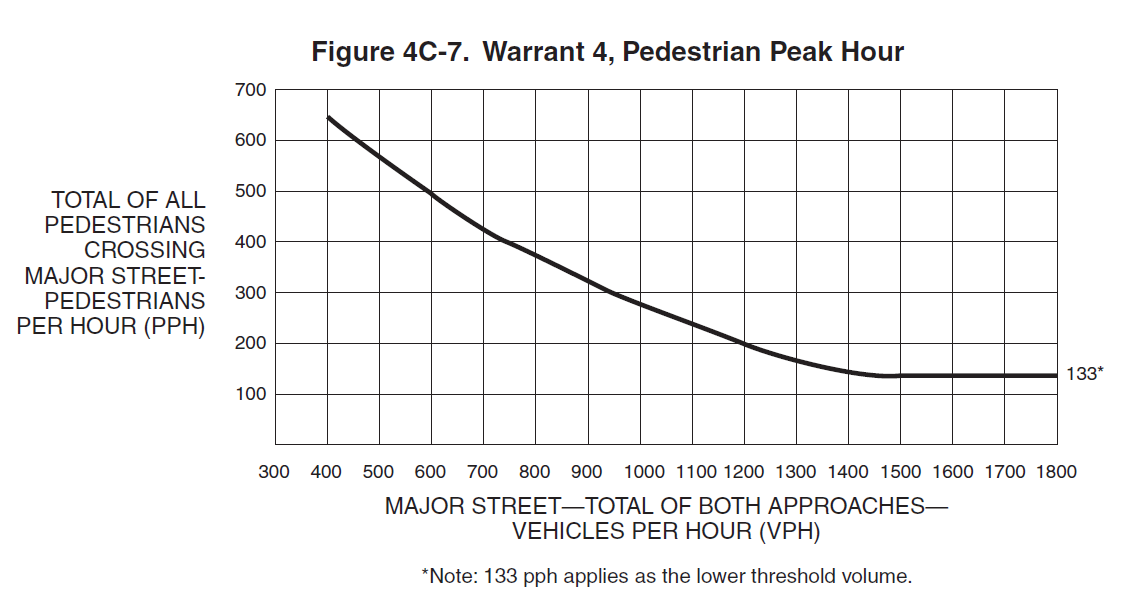 Figure 4C-7. Warrant 4, Pedestrian Peak Hour
700
600
500
400
300
200
100
TOTAL OF ALL
PEDESTRIANS
CROSSING
MAJOR STREET-
PEDESTRIANS
PER HOUR (PPH)
133*
300 400 500 600 700 800 900 1000 1100 1200 1300 1400 1500 1600 1700 1800
MAJOR STREET—TOTAL OF BOTH APPROACHES—
VEHICLES PER HOUR (VPH)
*Note: 133 pph applies as the lower threshold volume.